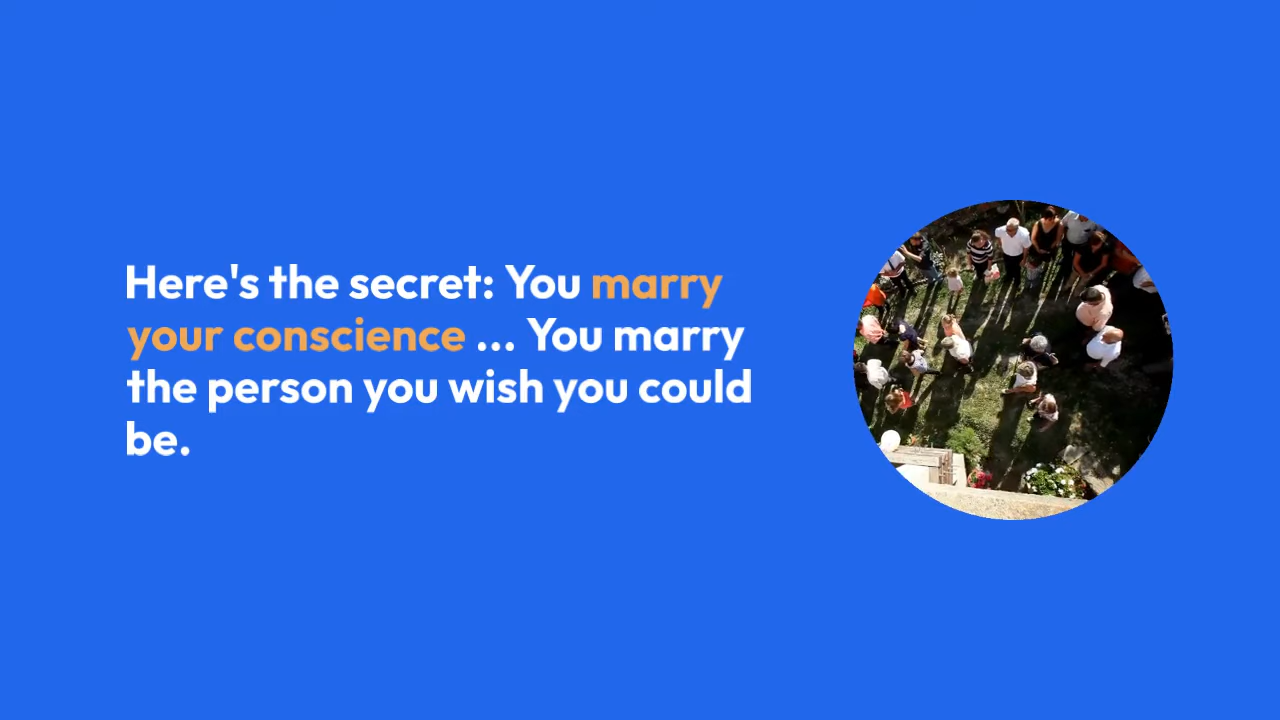 Here's the secret: You marry
your conscience ... You marry
the person you wish you could
be.